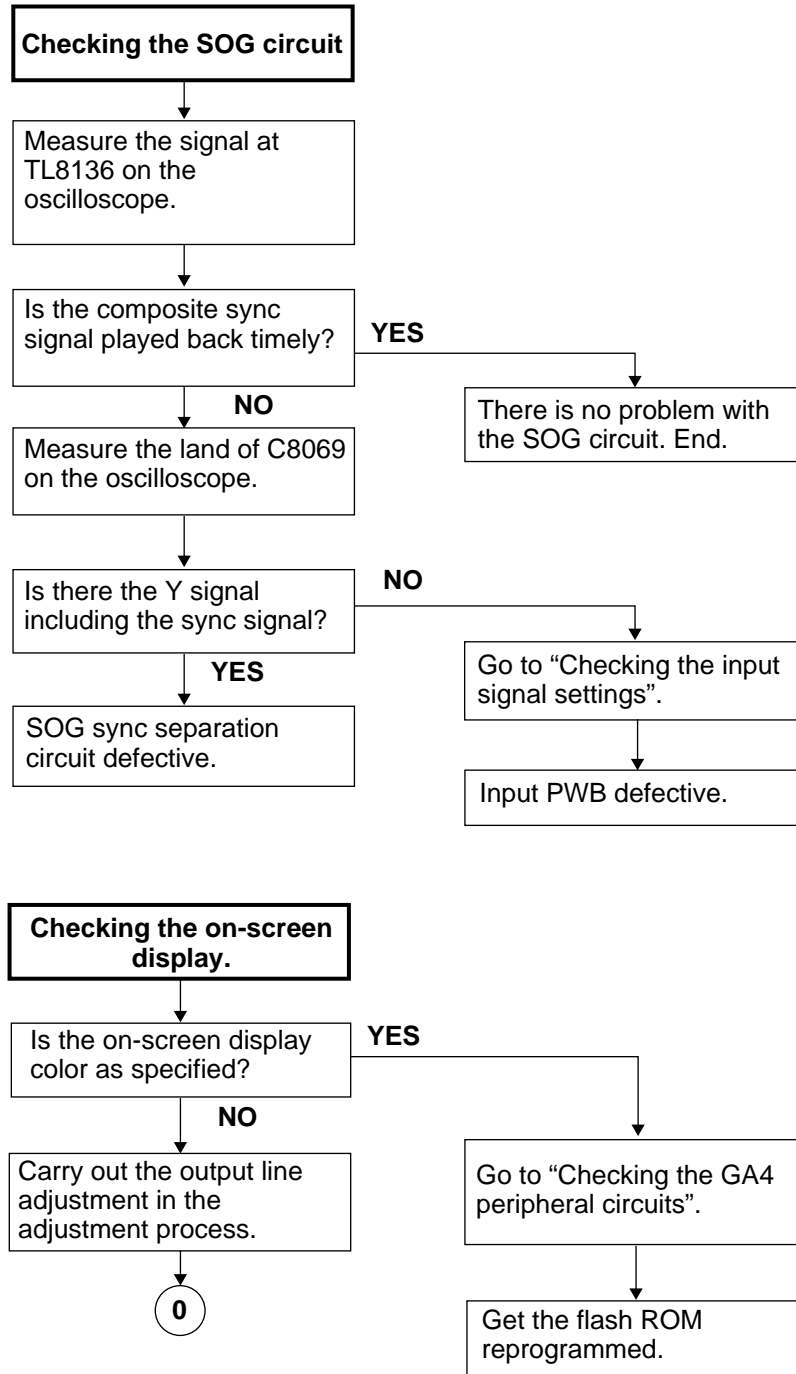 Checking the SOG circuit
Measure the signal at
TL8136 on the
oscilloscope.
Is the composite sync
signal played back timely?
YES
NO
There is no problem with
the SOG circuit. End.
Measure the land of C8069
on the oscilloscope.
Is there the Y signal
including the sync signal?
NO
YES
Go to “Checking the input
signal settings”.
SOG sync separation
circuit defective.
Input PWB defective.
Checking the on-screen
display.
Is the on-screen display
color as specified?
YES
NO
Carry out the output line
adjustment in the
adjustment process.
Go to “Checking the GA4
peripheral circuits”.
0
Get the flash ROM
reprogrammed.